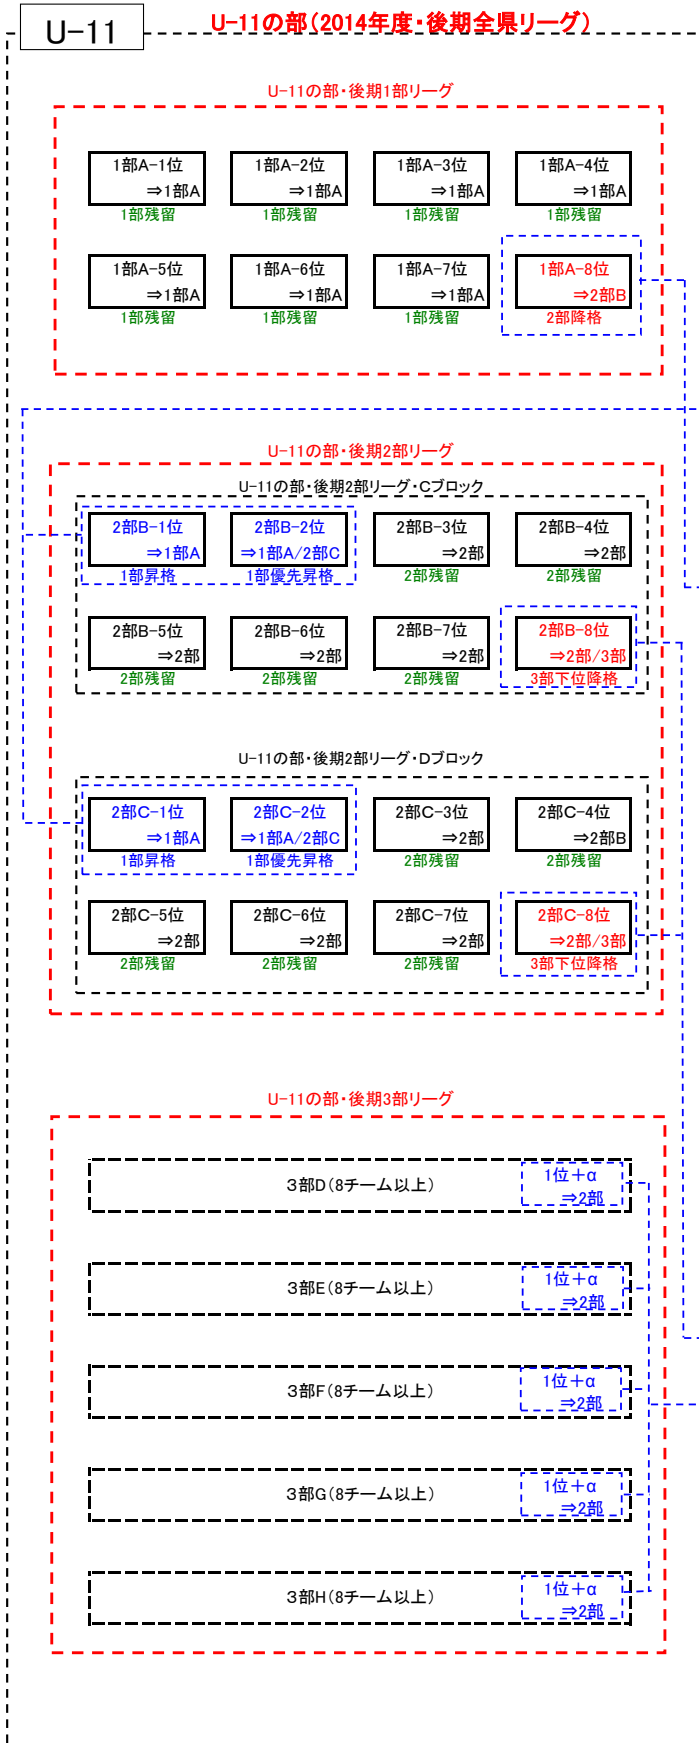 U-11
U-11の部(2014年度・後期全県リーグ)
U-11の部・後期1部リーグ
1部A-1位
⇒1部A
1部残留
1部A-2位
⇒1部A
1部残留
1部A-3位
⇒1部A
1部残留
1部A-4位
⇒1部A
1部残留
1部A-5位
⇒1部A
1部残留
1部A-6位
⇒1部A
1部残留
1部A-7位
⇒1部A
1部残留
1部A-8位
⇒2部B
2部降格
U-11の部・後期2部リーグ
U-11の部・後期2部リーグ・Cブロック
2部B-1位
⇒1部A
1部昇格
2部B-2位
⇒1部A/2部C
1部優先昇格
2部B-3位
⇒2部
2部残留
2部B-4位
⇒2部
2部残留
2部B-5位
⇒2部
2部残留
2部B-6位
⇒2部
2部残留
2部B-7位
⇒2部
2部残留
2部B-8位
⇒2部/3部
3部下位降格
U-11の部・後期2部リーグ・Dブロック
2部C-1位
⇒1部A
1部昇格
2部C-2位
⇒1部A/2部C
1部優先昇格
2部C-3位
⇒2部
2部残留
2部C-4位
⇒2部B
2部残留
2部C-5位
⇒2部
2部残留
2部C-6位
⇒2部
2部残留
2部C-7位
⇒2部
2部残留
2部C-8位
⇒2部/3部
3部下位降格
U-11の部・後期3部リーグ
3部D(8チーム以上)
1位+α
⇒2部
3部E(8チーム以上)
1位+α
⇒2部
3部F(8チーム以上)
1位+α
⇒2部
3部G(8チーム以上)
1位+α
⇒2部
3部H(8チーム以上)
1位+α
⇒2部